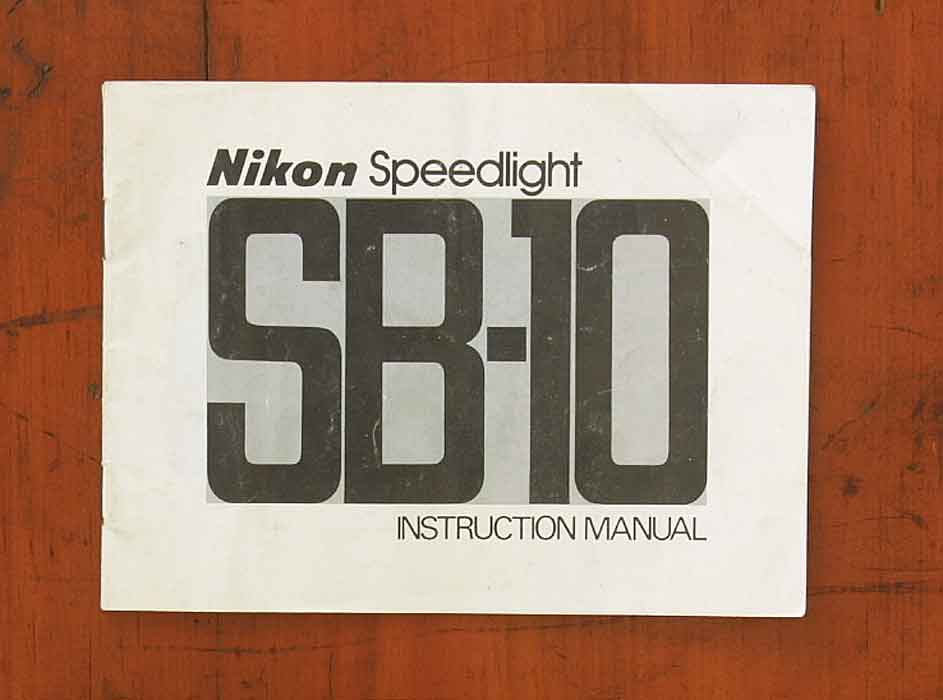 Nikon Speedlight
SB-10
INSTRUCTION MANUAL